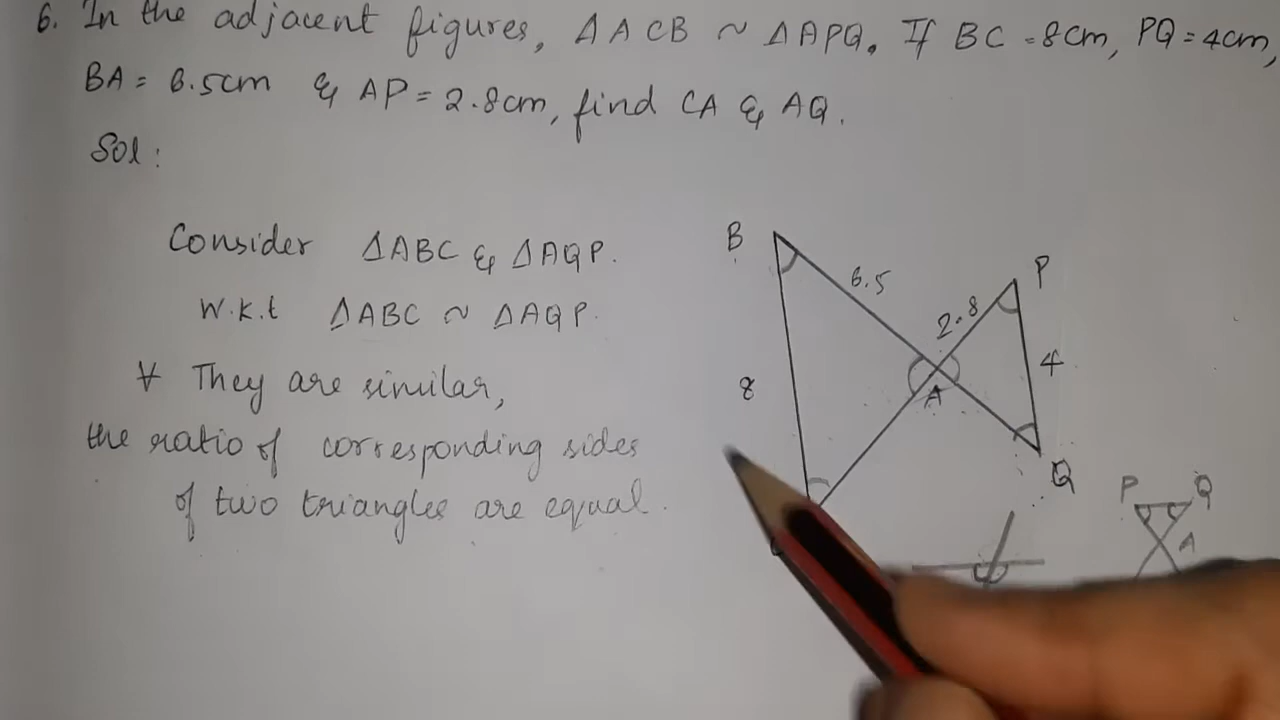 6. In the adjacent figures, ΔACB ~ ΔAPQ. If BC = 8cm, PQ = 4cm,
BA = 6.5cm & AP = 2.8cm, find CA & AQ.
Sol:
Consider ΔABC & ΔAQP.
W.k.t ΔABC ~ ΔAQP.
∀ They are similar,
the ratio of corresponding sides
of two triangles are equal.
B
6.5
P
2.8
8
4
A
Q
P Q
A